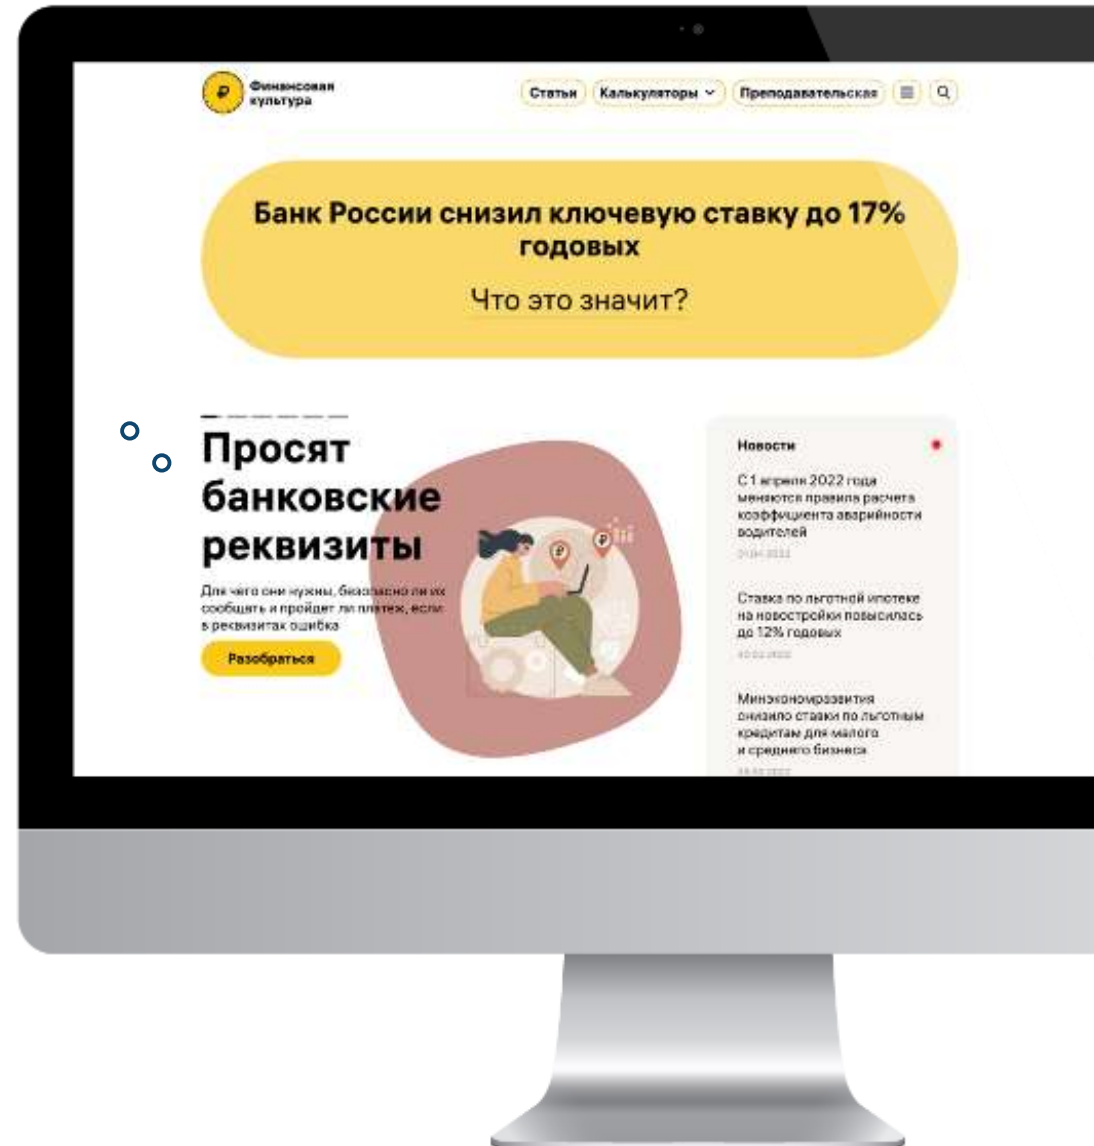 Финансовая
культура
Статьи
Калькуляторы
Преподавательская
Банк России снизил ключевую ставку до 17%
годовых
Что это значит?
Просят
банковские
реквизиты
Для чего они нужны, безопасно ли их
сообщать и пройдет ли платеж, если
в реквизитах ошибка
Разобраться
₽
₽
₽
Новости
С 1 апреля 2022 года
меняются правила расчета
коэффициента аварийности
водителей
01.04.2022
Ставка по льготной ипотеке
на новостройки повысилась
до 12% годовых
Минэкономразвития
снизило ставки по льготным
кредитам для малого
и среднего бизнеса